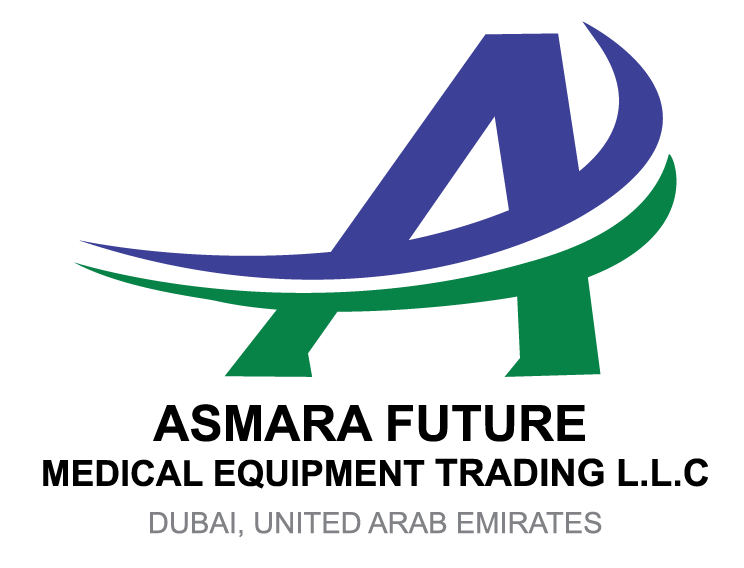 ASMARA FUTURE
MEDICAL EQUIPMENT TRADING L.L.C
DUBAI, UNITED ARAB EMIRATES